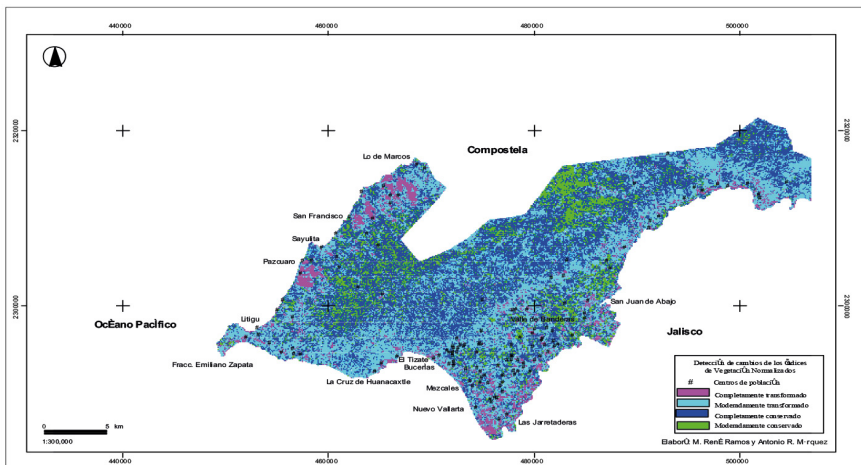 440000 460000 480000 500000
2320000 2320000
Compostela
Lo de Marcos
San Francisco
Sayulita
Pazcuaro
2300000 2300000
San Juan de Abajo
Litigu
Valle de Banderas
OcÈano PacÌfico
Jalisco
El Tizate
Fracc. Emiliano Zapata
Bucerlas
La Cruz de Huanacaxtle
Mezcales
Nuevo Vallarta
Las Jarretaderas
DetecciÛn de cambios de los Õndices
de VegetaciÛn Normalizados
# Centros de poblaciÛn
Completamente transformado
Moderadamente transformado
Completamente conservado
Moderadamente conservado
0 5 km
1:300,000
ElaborÛ: M. RenÈ Ramos y Antonio R. M·rquez
440000 460000 480000 500000